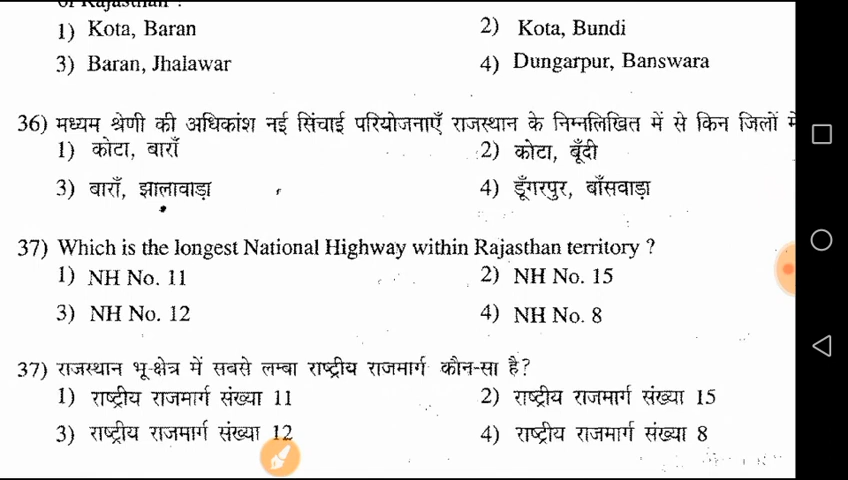 of Rajasthan ?
1) Kota, Baran 2) Kota, Bundi
3) Baran, Jhalawar 4) Dungarpur, Banswara
36) मध्यम श्रेणी की अधिकांश नई सिंचाई परियोजनाएँ राजस्थान के निम्नलिखित में से किन जिलों में
1) कोटा, बाराँ 2) कोटा, बूँदी
3) बाराँ, झालावाड़ा 4) डूँगरपुर, बाँसवाड़ा
37) Which is the longest National Highway within Rajasthan territory ?
1) NH No. 11 2) NH No. 15
3) NH No. 12 4) NH No. 8
37) राजस्थान भू-क्षेत्र में सबसे लम्बा राष्ट्रीय राजमार्ग कौन-सा है?
1) राष्ट्रीय राजमार्ग संख्या 11 2) राष्ट्रीय राजमार्ग संख्या 15
3) राष्ट्रीय राजमार्ग संख्या 12 4) राष्ट्रीय राजमार्ग संख्या 8